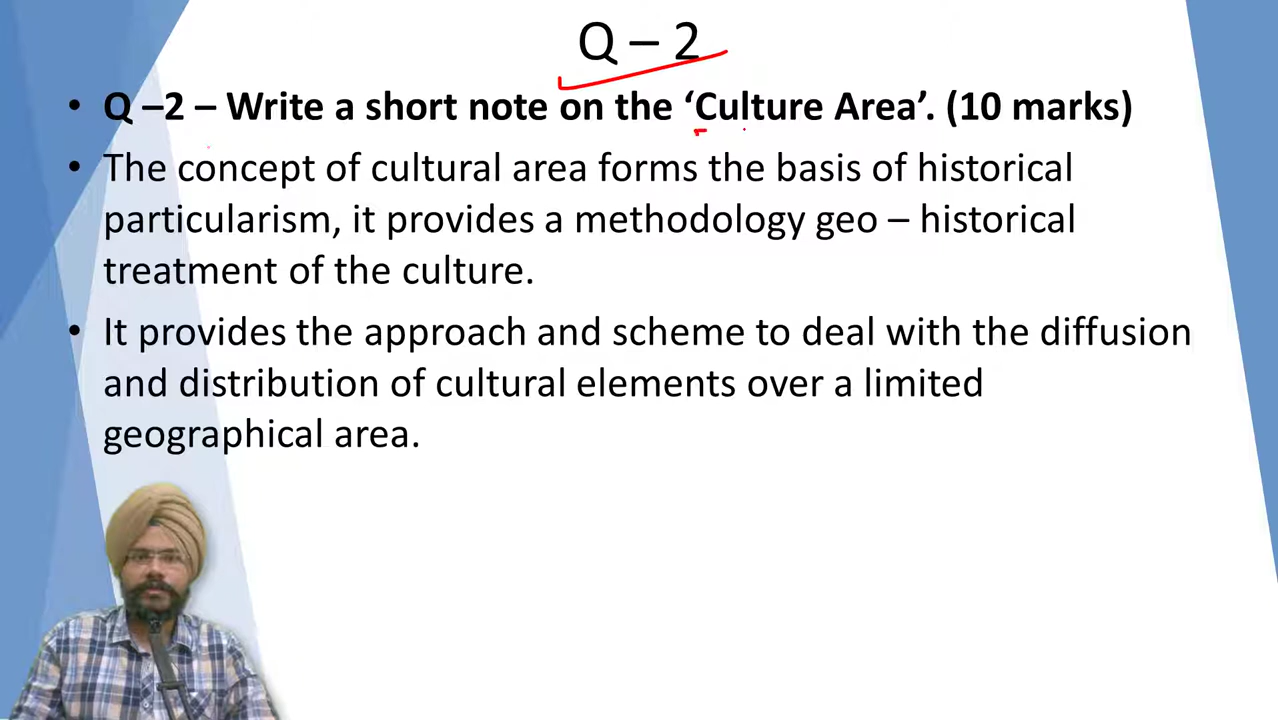 Q – 2
• Q –2 – Write a short note on the ‘Culture Area’. (10 marks)
• The concept of cultural area forms the basis of historical
particularism, it provides a methodology geo – historical
treatment of the culture.
• It provides the approach and scheme to deal with the diffusion
and distribution of cultural elements over a limited
geographical area.